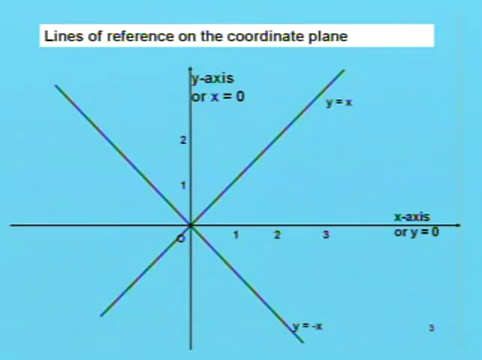 Lines of reference on the coordinate plane
y-axis
or x = 0
y = x
2
1
x-axis
or y = 0
O
1 2 3
y = -x
3